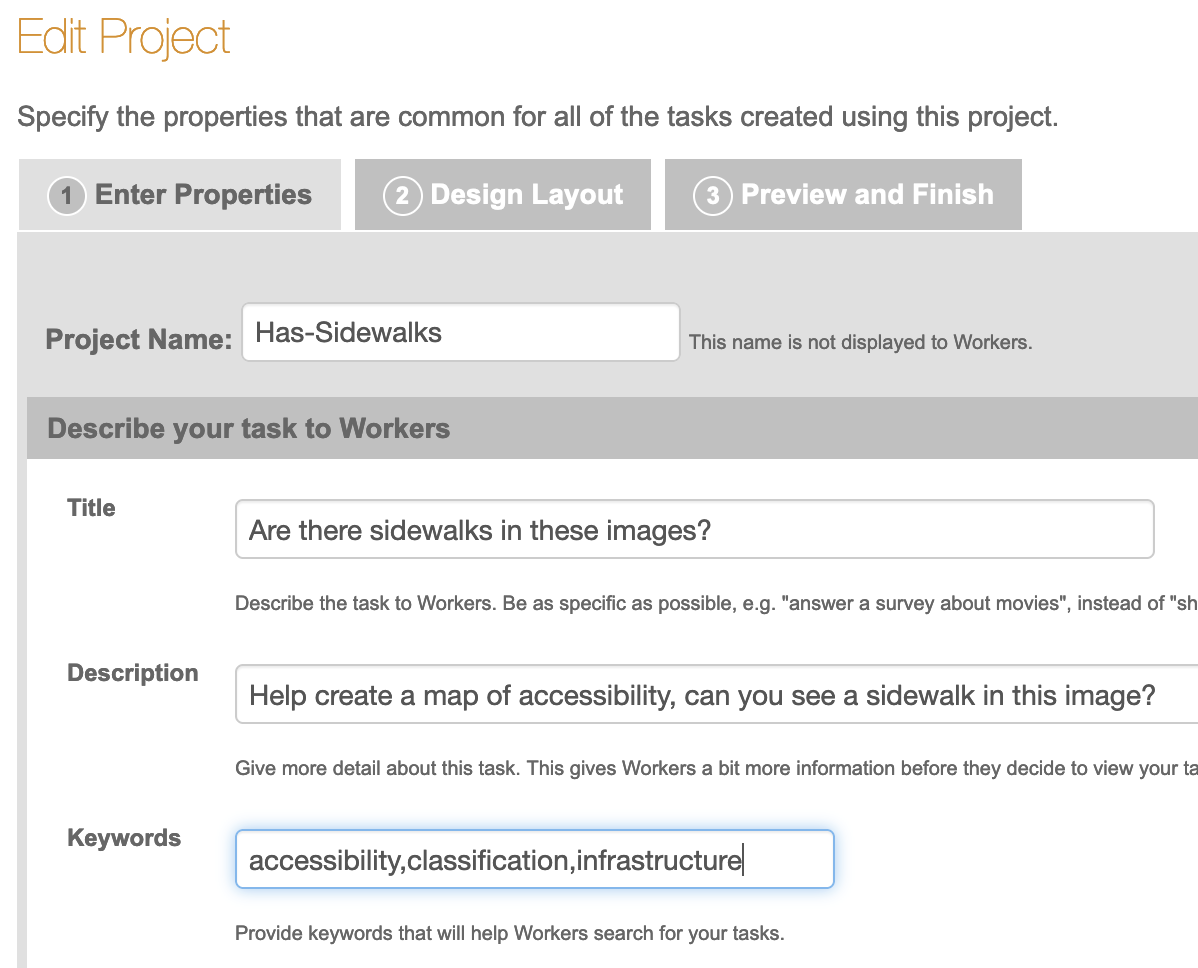 Edit Project
Specify the properties that are common for all of the tasks created using this project.
1 Enter Properties 2 Design Layout 3 Preview and Finish
Project Name: Has-Sidewalks This name is not displayed to Workers.
Describe your task to Workers
Title
Are there sidewalks in these images?
Describe the task to Workers. Be as specific as possible, e.g. "answer a survey about movies", instead of "sh
Description
Help create a map of accessibility, can you see a sidewalk in this image?
Give more detail about this task. This gives Workers a bit more information before they decide to view your ta
Keywords
accessibility,classification,infrastructure
Provide keywords that will help Workers search for your tasks.